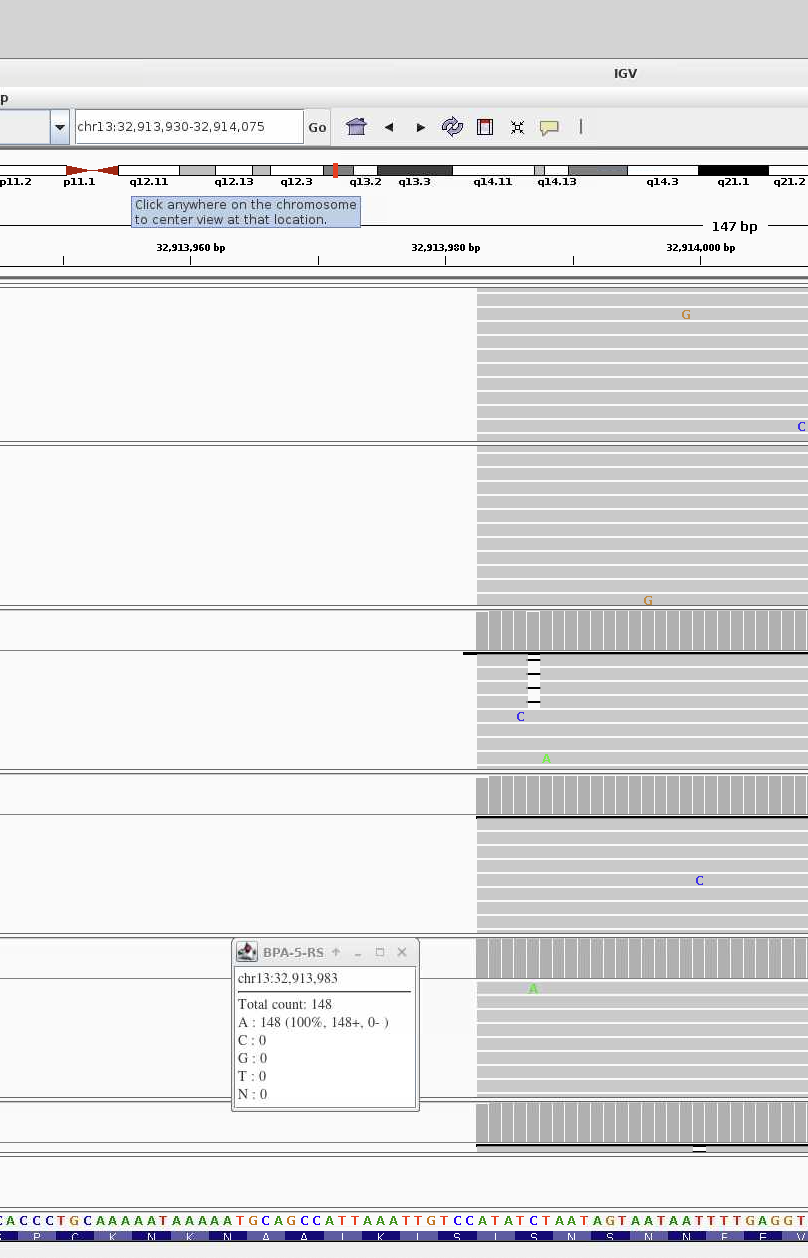 IGV
p
chr13:32,913,930-32,914,075 Go
p11.2 p11.1 q12.11 q12.13 q12.3 q13.2 q13.3 q14.11 q14.13 q14.3 q21.1 q21.2
Click anywhere on the chromosome
to center view at that location.
147 bp
32,913,960 bp 32,913,980 bp 32,914,000 bp
G
C
G
C
A
C
BPA-5-RS
chr13:32,913,983
Total count: 148
A : 148 (100%, 148+, 0- )
C : 0
G : 0
T : 0
N : 0
A
C A C C C T G C A A A A A T A A A A A T G C A G C C A T T A A A T T G T C C A T A T C T A A T A G T A A T A A T T T T G A G G T
P C K N K N A A I K L S I S N S N N F E V